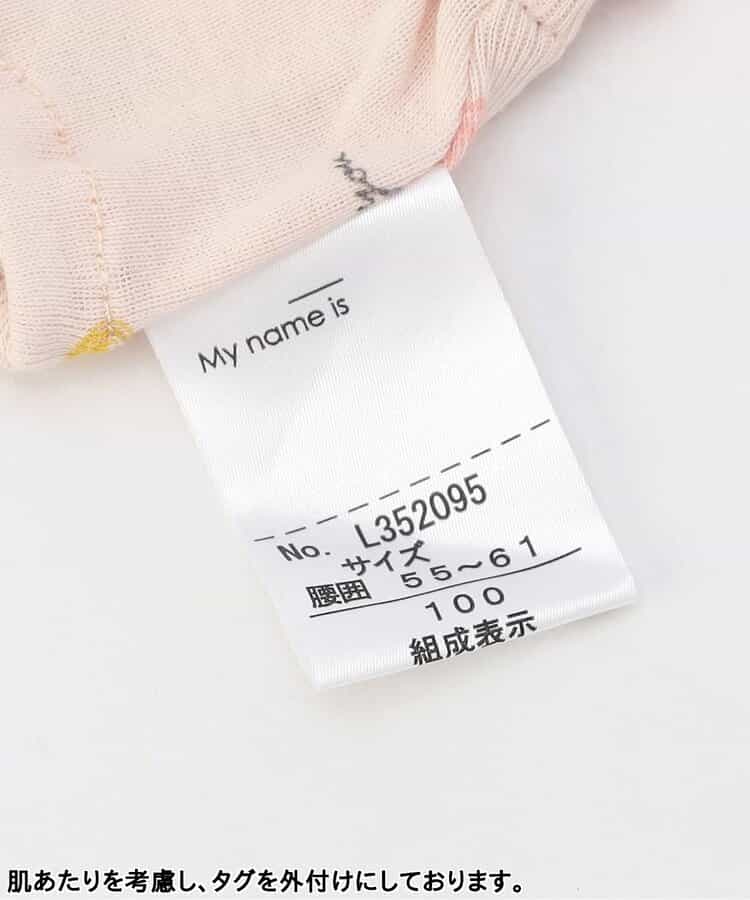 My name is
No. L352095
サイズ
腰囲 55～61
100
組成表示
肌あたりを考慮し、タグを外付けにしております。